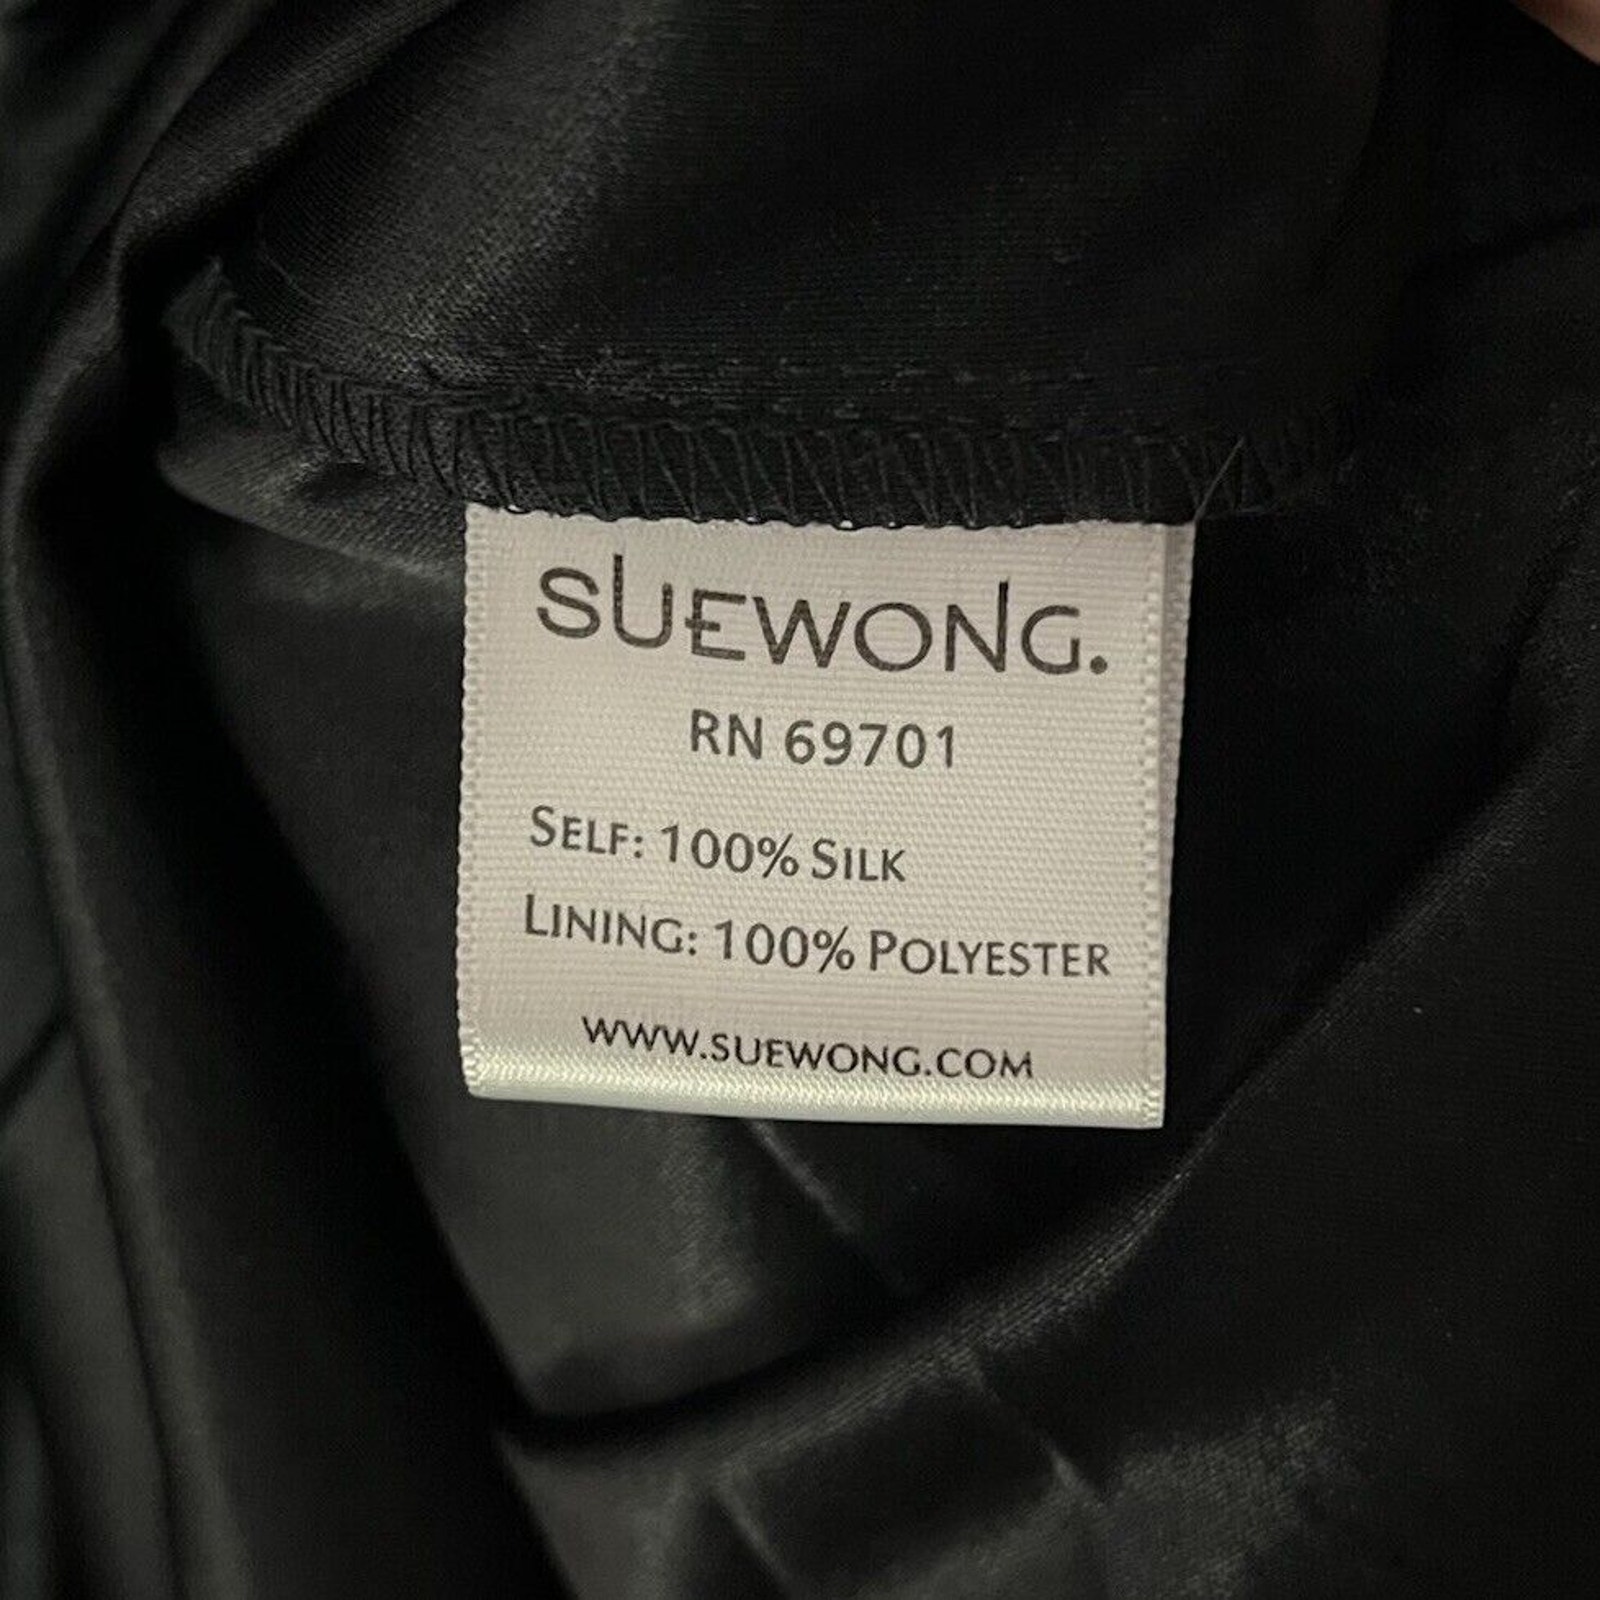 SUEWONG.
RN 69701
SELF: 100% SILK
LINING: 100% POLYESTER
WWW.SUEWONG.COM